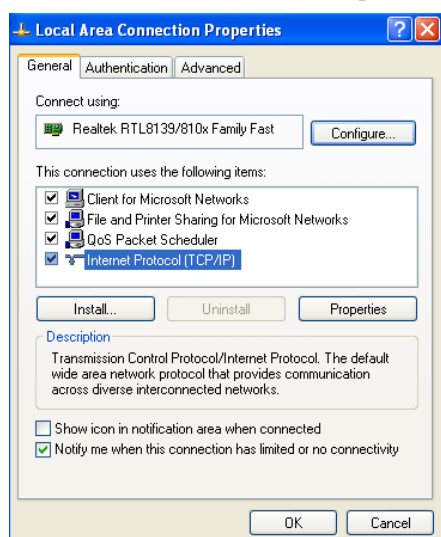 Local Area Connection Properties
General Authentication Advanced
Connect using:
Realtek RTL8139/810x Family Fast Configure...
This connection uses the following items:
Client for Microsoft Networks
File and Printer Sharing for Microsoft Networks
QoS Packet Scheduler
Internet Protocol (TCP/IP)
Install... Uninstall Properties
Description
Transmission Control Protocol/Internet Protocol. The default
wide area network protocol that provides communication
across diverse interconnected networks.
Show icon in notification area when connected
Notify me when this connection has limited or no connectivity
OK Cancel